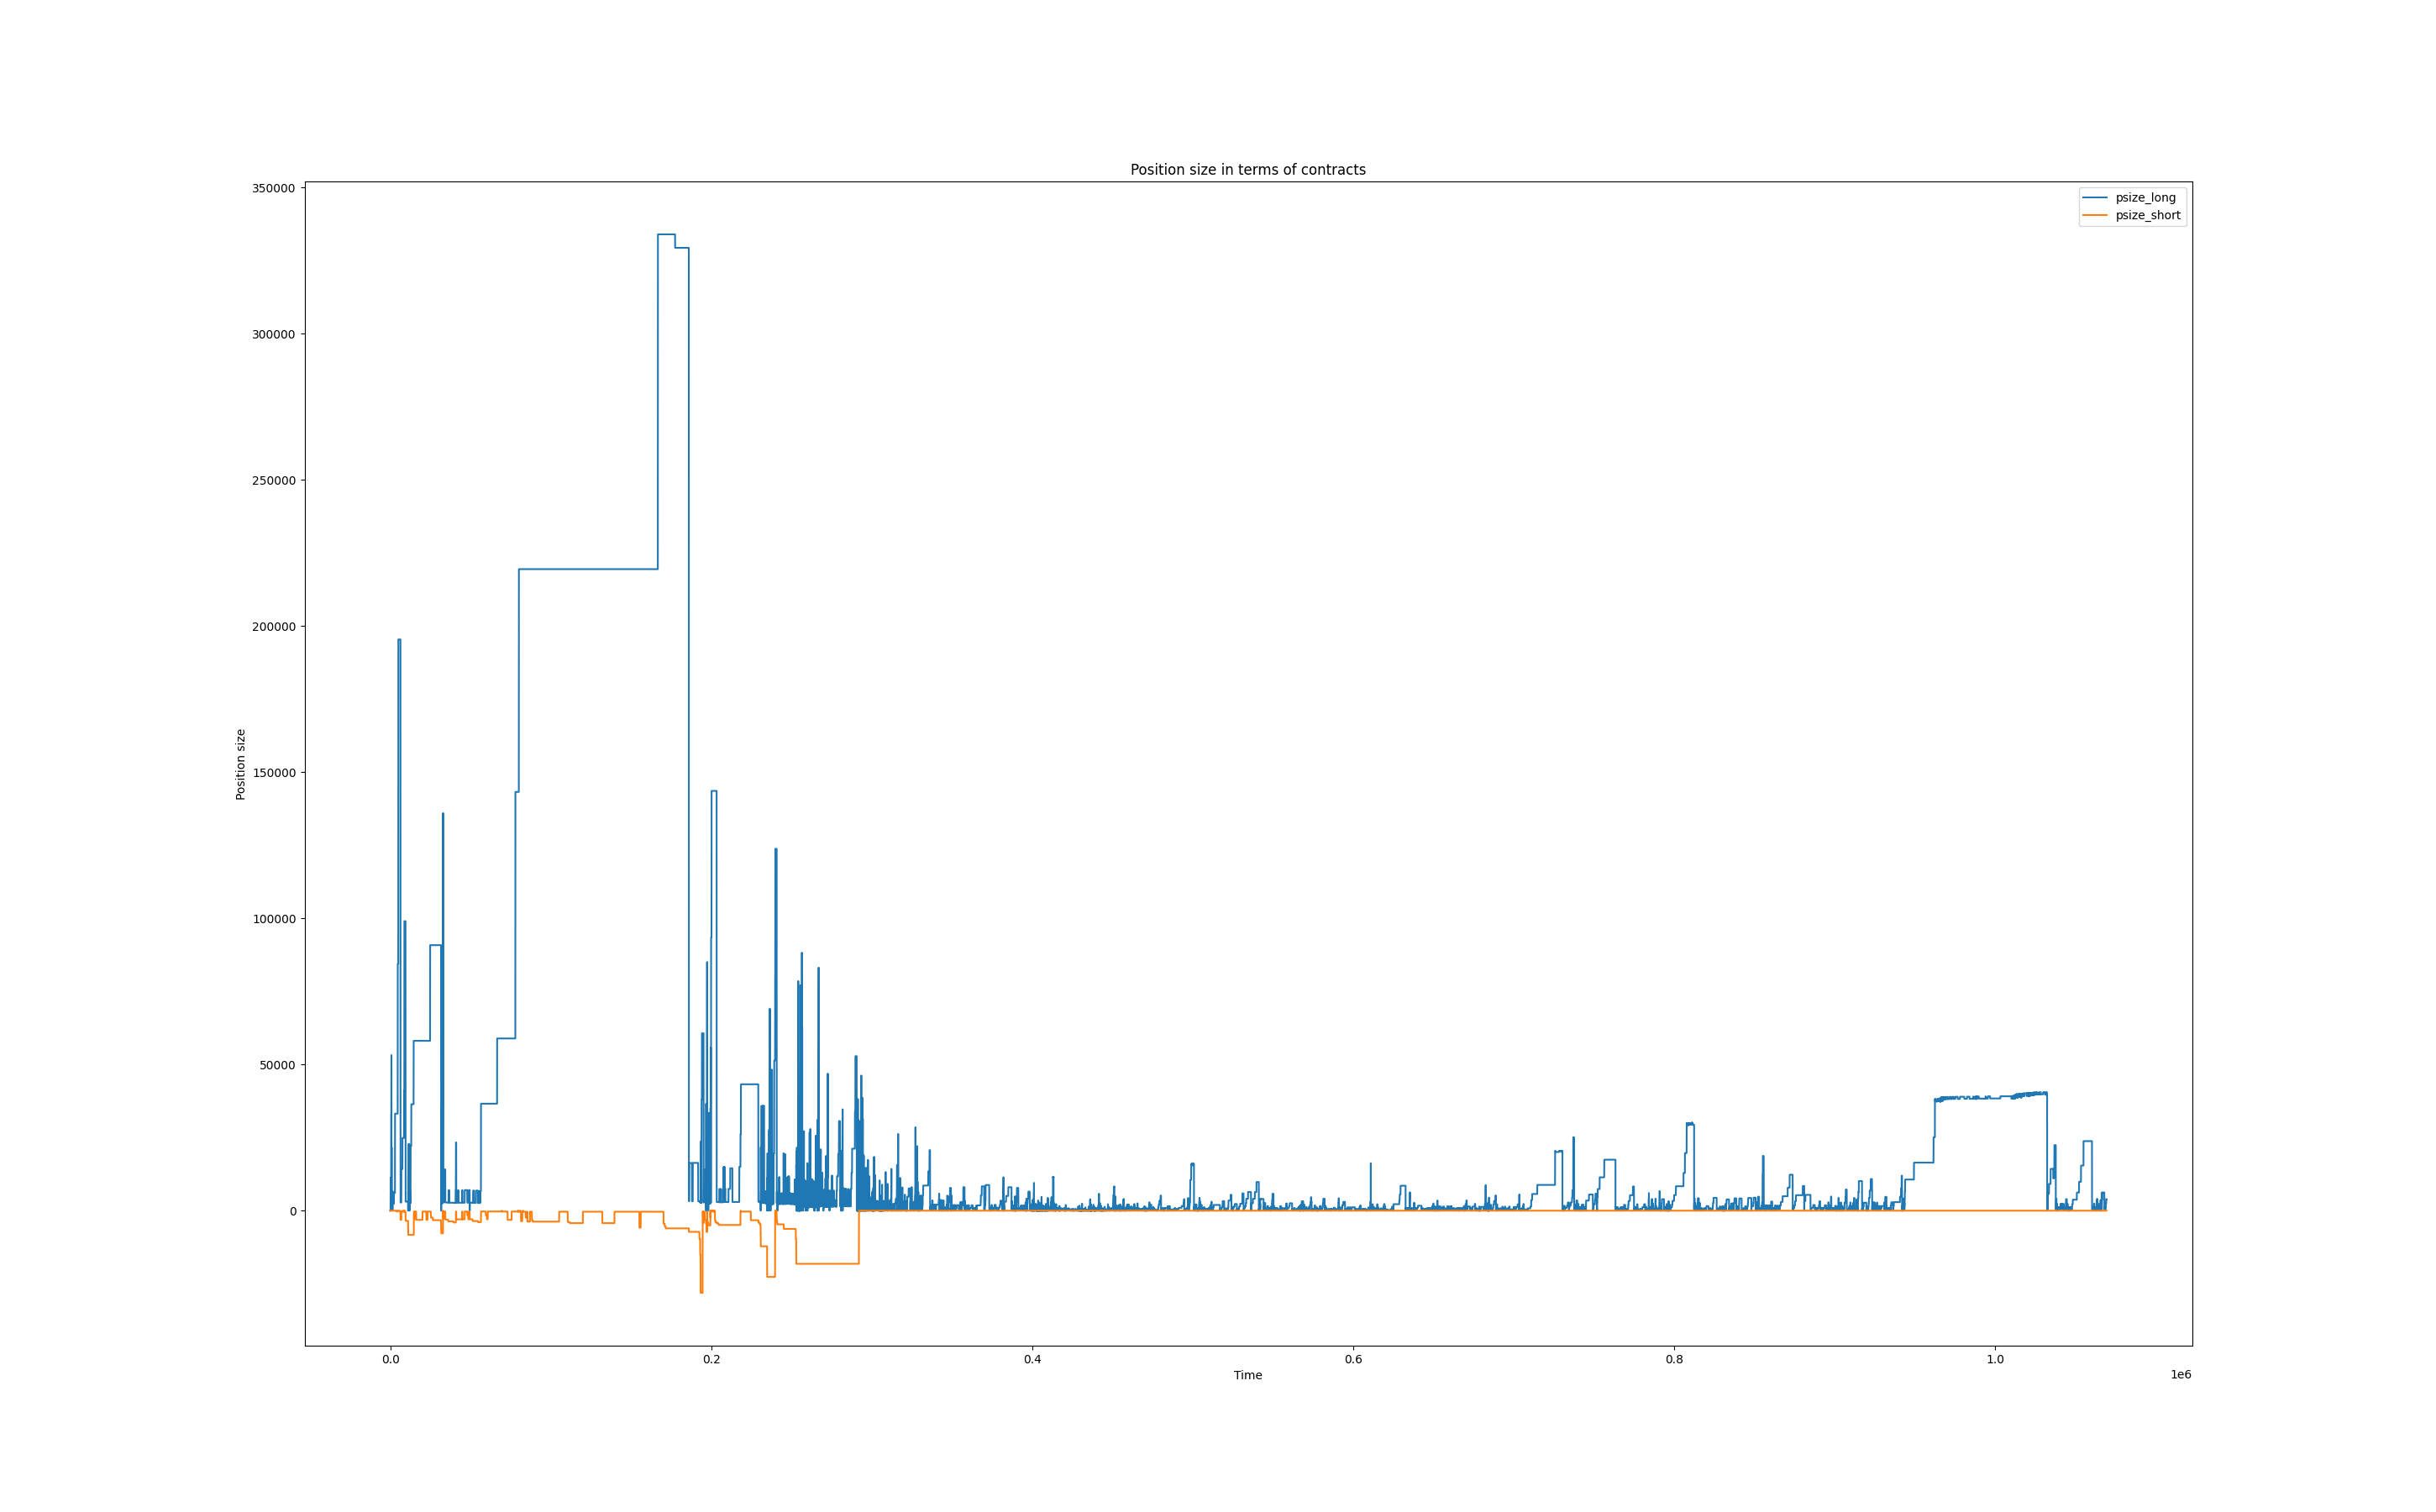 Position size in terms of contracts
psize_long
psize_short
350000
300000
250000
200000
150000
100000
50000
0
Position size
0.0 0.2 0.4 0.6 0.8 1.0
Time
1e6